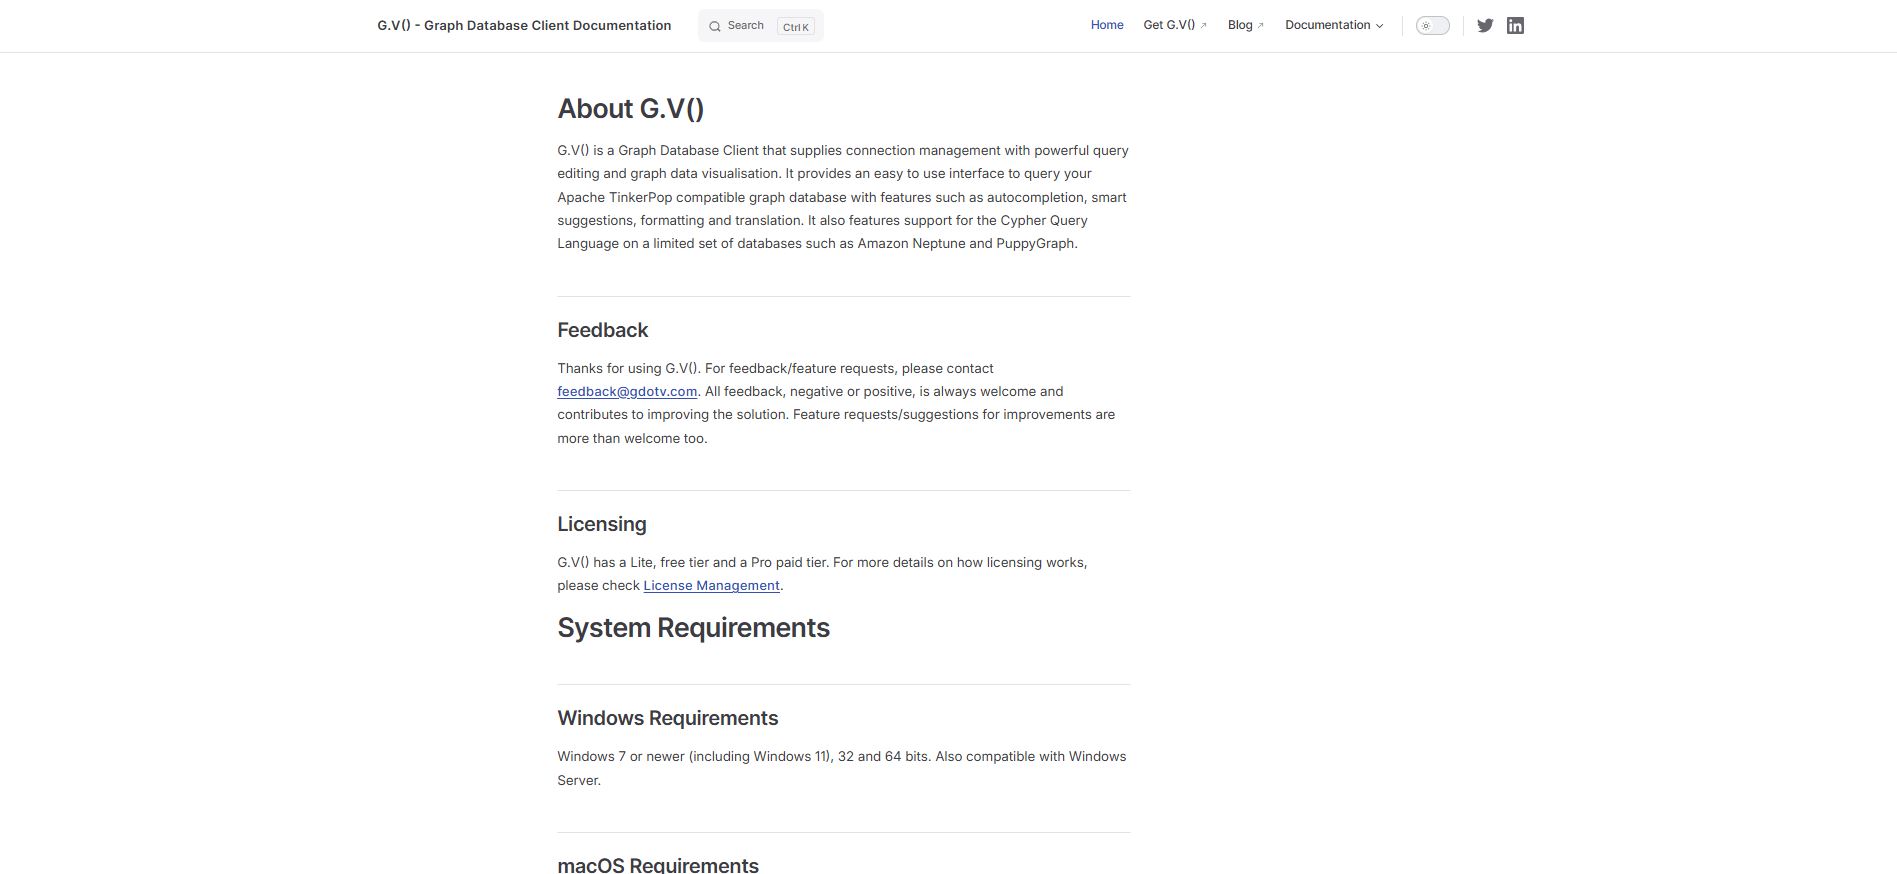 G.V() - Graph Database Client Documentation
Search
Ctrl K
Home
Get G.V()
Blog
Documentation
About G.V()
G.V() is a Graph Database Client that supplies connection management with powerful query
editing and graph data visualisation. It provides an easy to use interface to query your
Apache TinkerPop compatible graph database with features such as autocompletion, smart
suggestions, formatting and translation. It also features support for the Cypher Query
Language on a limited set of databases such as Amazon Neptune and PuppyGraph.
Feedback
Thanks for using G.V(). For feedback/feature requests, please contact
feedback@gdotv.com. All feedback, negative or positive, is always welcome and
contributes to improving the solution. Feature requests/suggestions for improvements are
more than welcome too.
Licensing
G.V() has a Lite, free tier and a Pro paid tier. For more details on how licensing works,
please check License Management.
System Requirements
Windows Requirements
Windows 7 or newer (including Windows 11), 32 and 64 bits. Also compatible with Windows
Server.
macOS Requirements